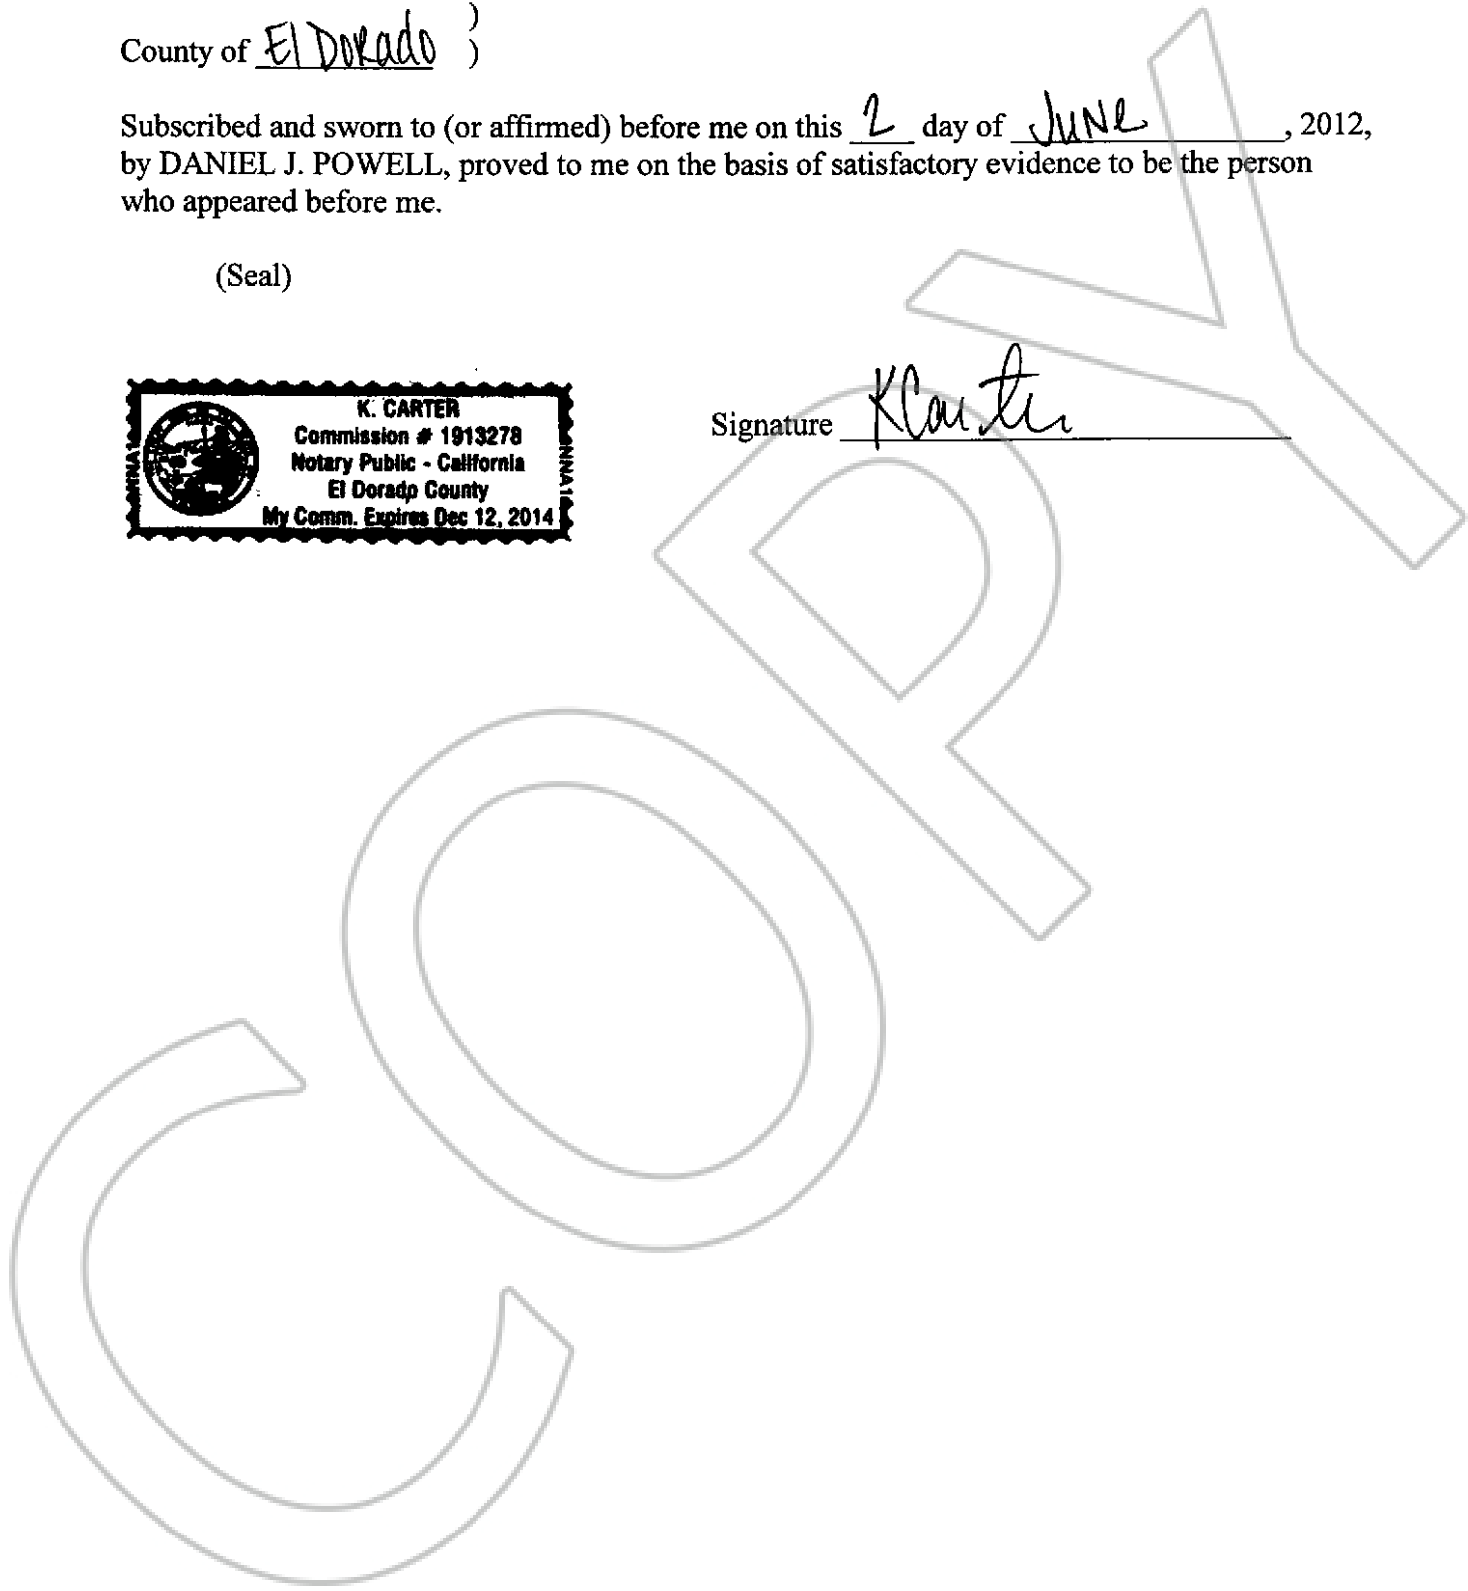 )
County of El Dorado )
Subscribed and sworn to (or affirmed) before me on this 2 day of June, 2012,
by DANIEL J. POWELL, proved to me on the basis of satisfactory evidence to be the person
who appeared before me.
(Seal)
K. CARTER
Commission # 1913278
Notary Public - California
El Dorado County
My Comm. Expires Dec 12, 2014
Signature KCarter
COPY